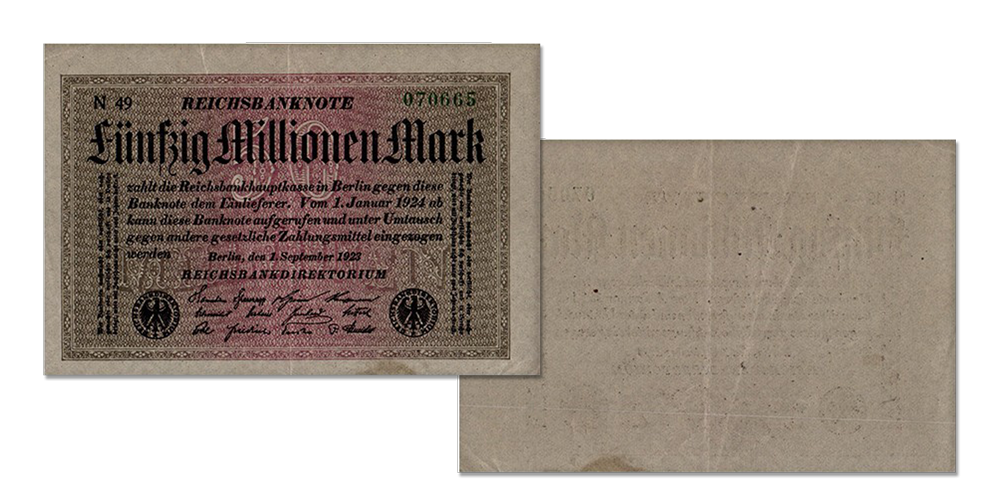 N 49 REICHSBANKNOTE 070665
Fünfzig Millionen Mark
zahlt die Reichsbankhauptkasse in Berlin gegen diese
Banknote dem Einlieferer. Vom 1. Januar 1924 ab
kann diese Banknote aufgerufen und unter Umtausch
gegen andere gesetzliche Zahlungsmittel eingezogen
werden
Berlin, den 1. September 1923
REICHSBANKDIREKTORIUM